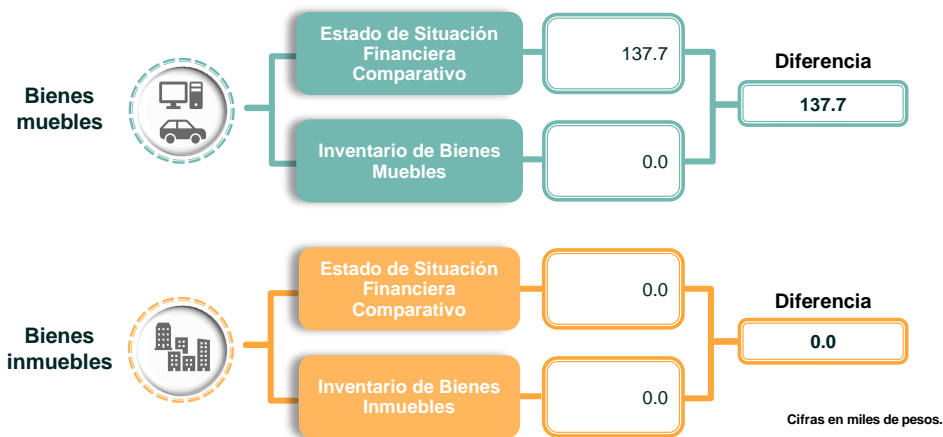 Bienes
muebles
Estado de Situación
Financiera
Comparativo
137.7
Inventario de Bienes
Muebles
0.0
Diferencia
137.7
Bienes
inmuebles
Estado de Situación
Financiera
Comparativo
0.0
Inventario de Bienes
Inmuebles
0.0
Diferencia
0.0
Cifras en miles de pesos.